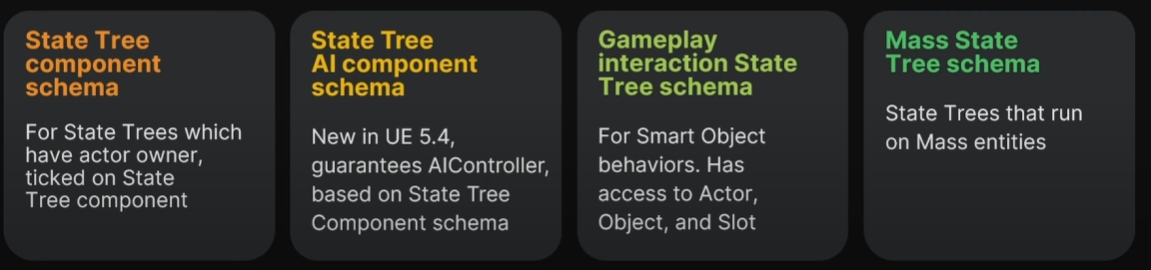 State Tree
component
schema
For State Trees which
have actor owner,
ticked on State
Tree component
State Tree
AI component
schema
New in UE 5.4,
guarantees AIController,
based on State Tree
Component schema
Gameplay
interaction State
Tree schema
For Smart Object
behaviors. Has
access to Actor,
Object, and Slot
Mass State
Tree schema
State Trees that run
on Mass entities